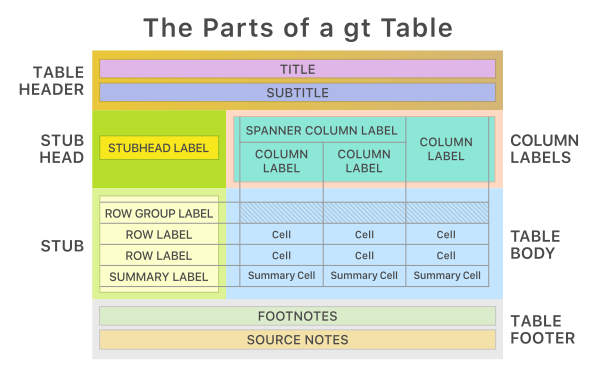 The Parts of a gt Table
TABLE
HEADER
TITLE
SUBTITLE
STUB
HEAD
STUBHEAD LABEL
SPANNER COLUMN LABEL
COLUMN
LABEL
COLUMN
LABEL
COLUMN
LABEL
COLUMN
LABELS
STUB
ROW GROUP LABEL
ROW LABEL
Cell
Cell
Cell
ROW LABEL
Cell
Cell
Cell
SUMMARY LABEL
Summary Cell
Summary Cell
Summary Cell
TABLE
BODY
FOOTNOTES
SOURCE NOTES
TABLE
FOOTER